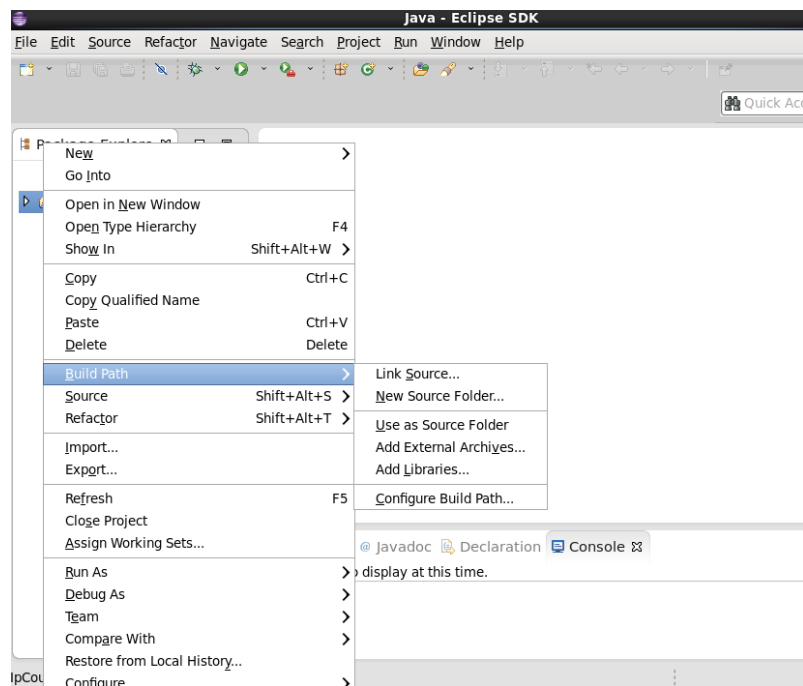 Java - Eclipse SDK
File Edit Source Refactor Navigate Search Project Run Window Help
Quick Acc
Package Explore
New
Go Into
Open in New Window
Open Type Hierarchy F4
Show In Shift+Alt+W
Copy Ctrl+C
Copy Qualified Name
Paste Ctrl+V
Delete Delete
Build Path
Source Shift+Alt+S
Refactor Shift+Alt+T
Import...
Export...
Refresh F5
Close Project
Assign Working Sets...
Run As
Debug As
Team
Compare With
Restore from Local History...
Configure
Link Source...
New Source Folder...
Use as Source Folder
Add External Archives...
Add Libraries...
Configure Build Path...
@ Javadoc Declaration Console
display at this time.
IpCou